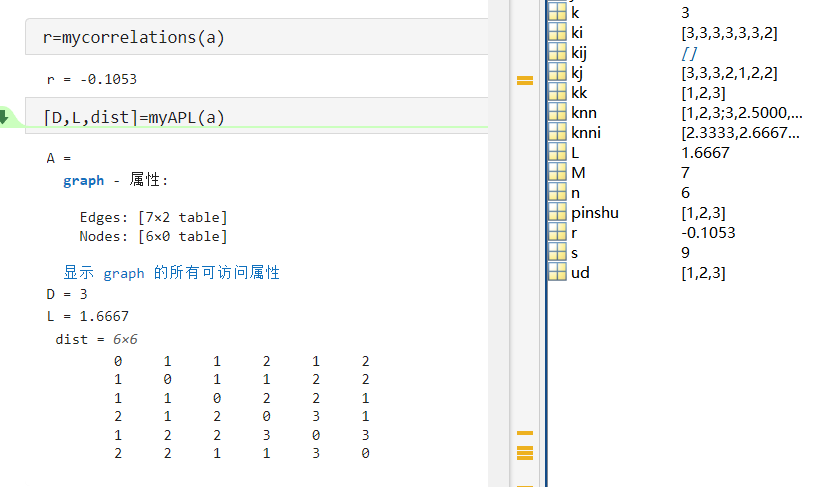 r=mycorrelations(a)
r = -0.1053
[D,L,dist]=myAPL(a)
A =
graph - 属性:
Edges: [7×2 table]
Nodes: [6×0 table]
显示 graph 的所有可访问属性
D = 3
L = 1.6667
dist = 6×6
0 1 1 2 1 2
1 0 1 1 2 2
1 1 0 2 2 1
2 1 2 0 3 1
1 2 2 3 0 3
2 2 1 1 3 0
k 3
ki [3,3,3,3,3,3,2]
kij []
kj [3,3,3,2,1,2,2]
kk [1,2,3]
knn [1,2,3;3,2.5000,...
knni [2.3333,2.6667...
L 1.6667
M 7
n 6
pinshu [1,2,3]
r -0.1053
s 9
ud [1,2,3]